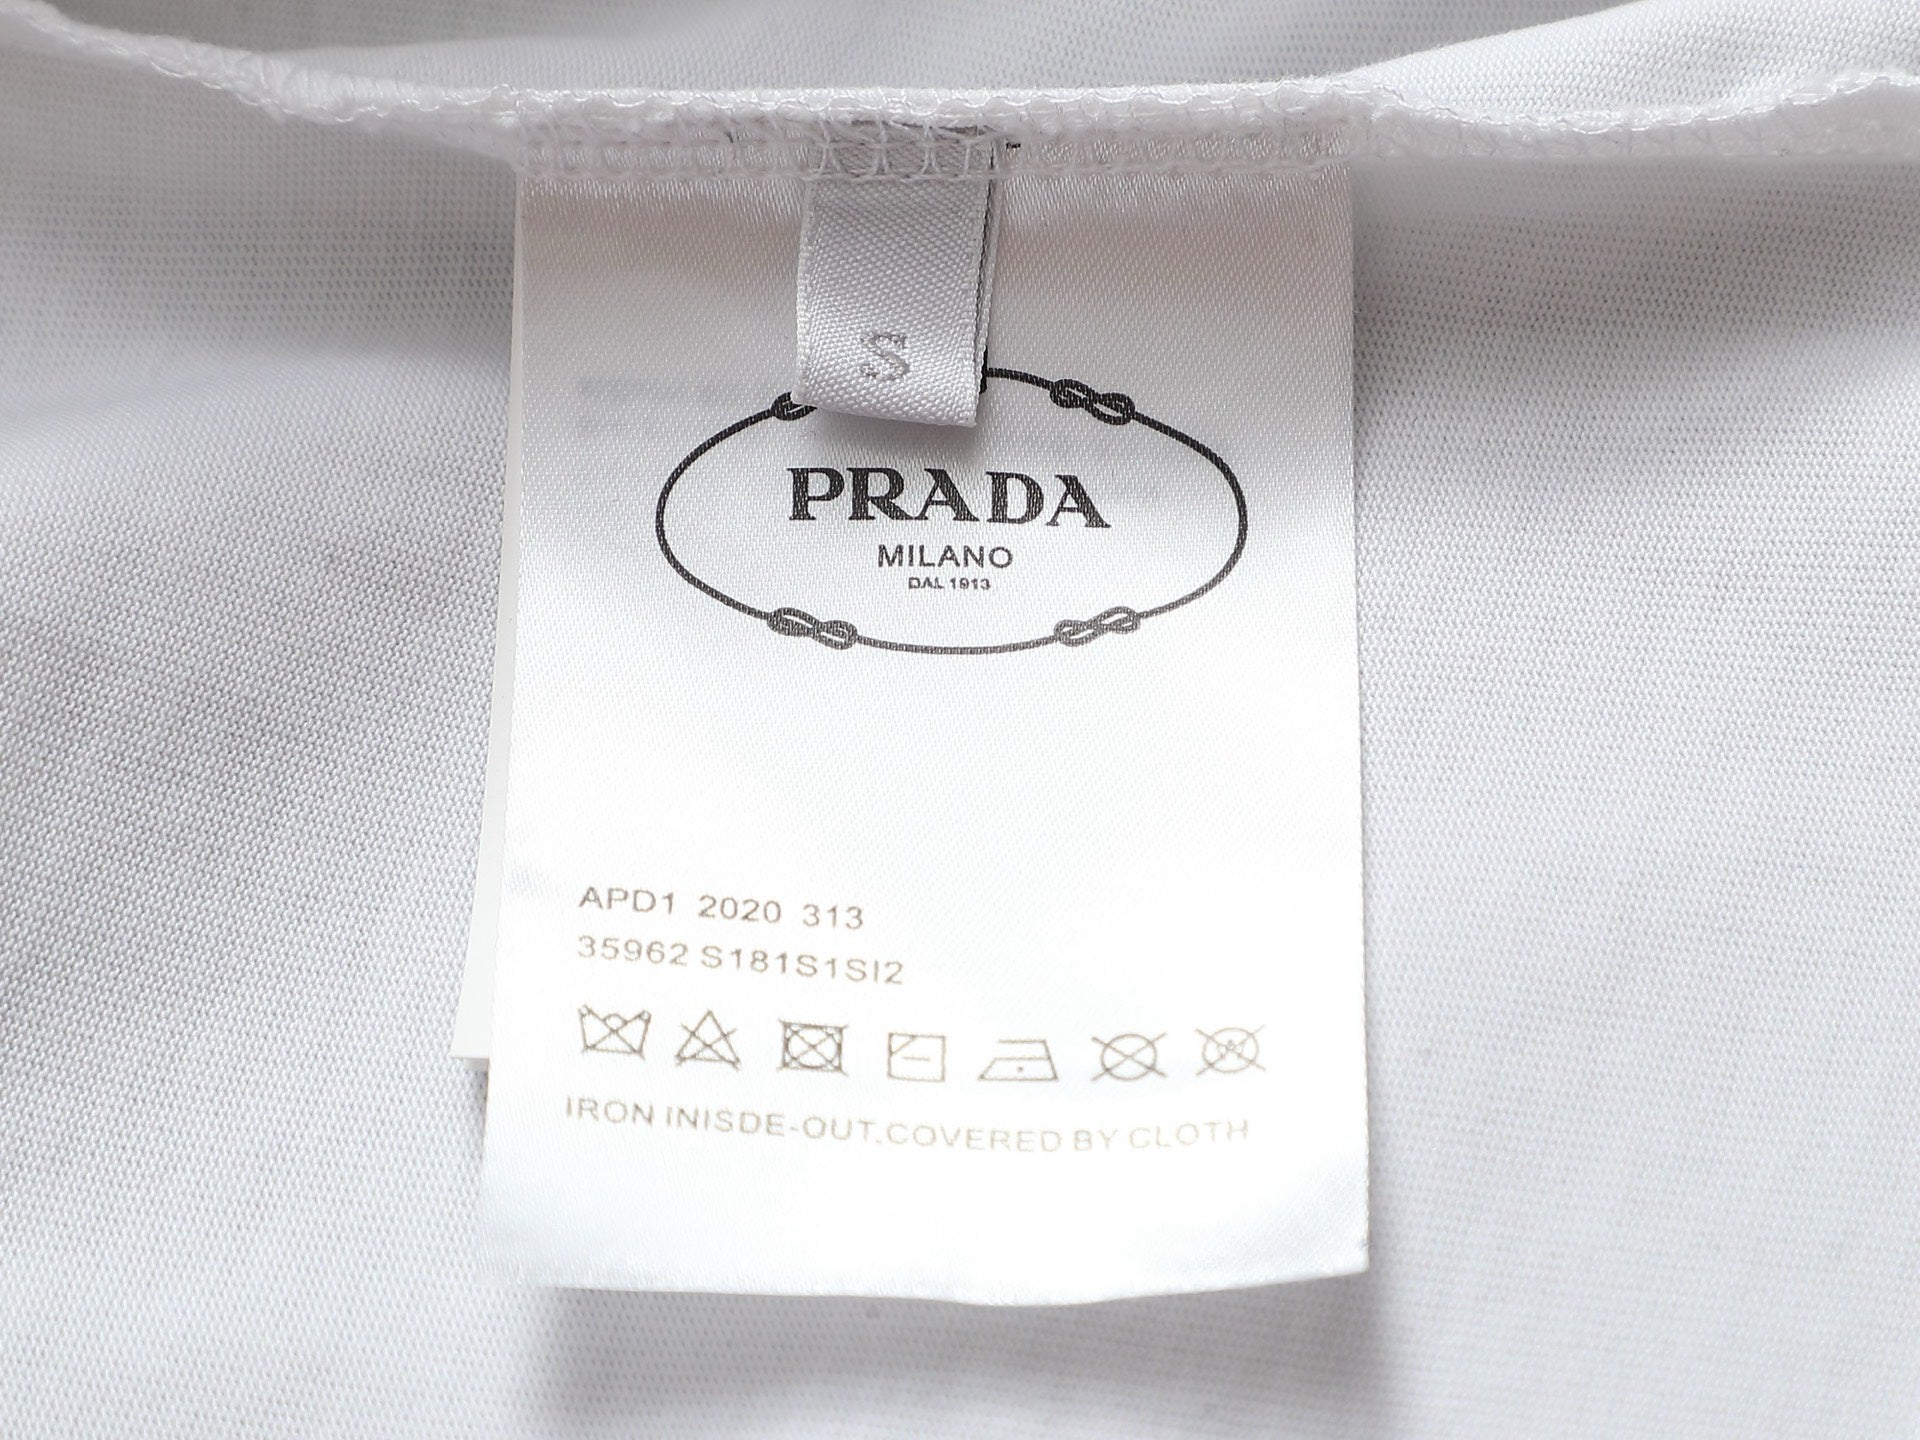 S
PRADA
MILANO
DAL 1913
APD1 2020 313
35962 S181S1SI2
IRON INISDE-OUT,COVERED BY CLOTH